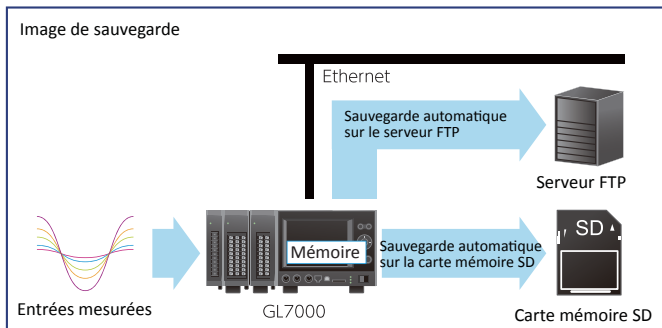 Image de sauvegarde
Ethernet
Sauvegarde automatique
sur le serveur FTP
Serveur FTP
Mémoire
Sauvegarde automatique
sur la carte mémoire SD
SD
Entrées mesurées
GL7000
Carte mémoire SD